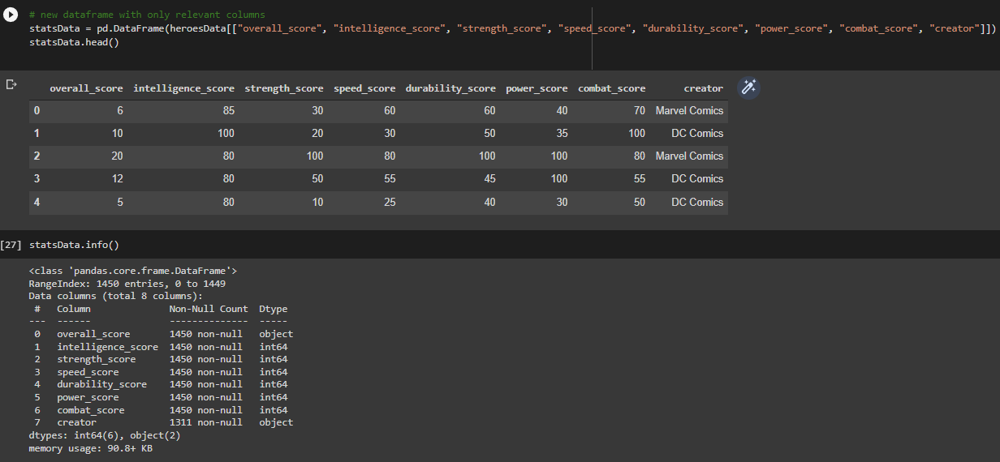 # new dataframe with only relevant columns
statsData = pd.DataFrame(heroesData[["overall_score", "intelligence_score", "strength_score", "speed_score", "durability_score", "power_score", "combat_score", "creator"]])
statsData.head()
overall_score intelligence_score strength_score speed_score durability_score power_score combat_score creator
0 6 85 30 60 60 40 70 Marvel Comics
1 10 100 20 30 50 35 100 DC Comics
2 20 80 100 80 100 100 80 Marvel Comics
3 12 80 50 55 45 100 55 DC Comics
4 5 80 10 25 40 30 50 DC Comics
[27] statsData.info()
<class 'pandas.core.frame.DataFrame'>
RangeIndex: 1450 entries, 0 to 1449
Data columns (total 8 columns):
# Column Non-Null Count Dtype
--- ------ -------------- -----
0 overall_score 1450 non-null object
1 intelligence_score 1450 non-null int64
2 strength_score 1450 non-null int64
3 speed_score 1450 non-null int64
4 durability_score 1450 non-null int64
5 power_score 1450 non-null int64
6 combat_score 1450 non-null int64
7 creator 1311 non-null object
dtypes: int64(6), object(2)
memory usage: 90.8+ KB